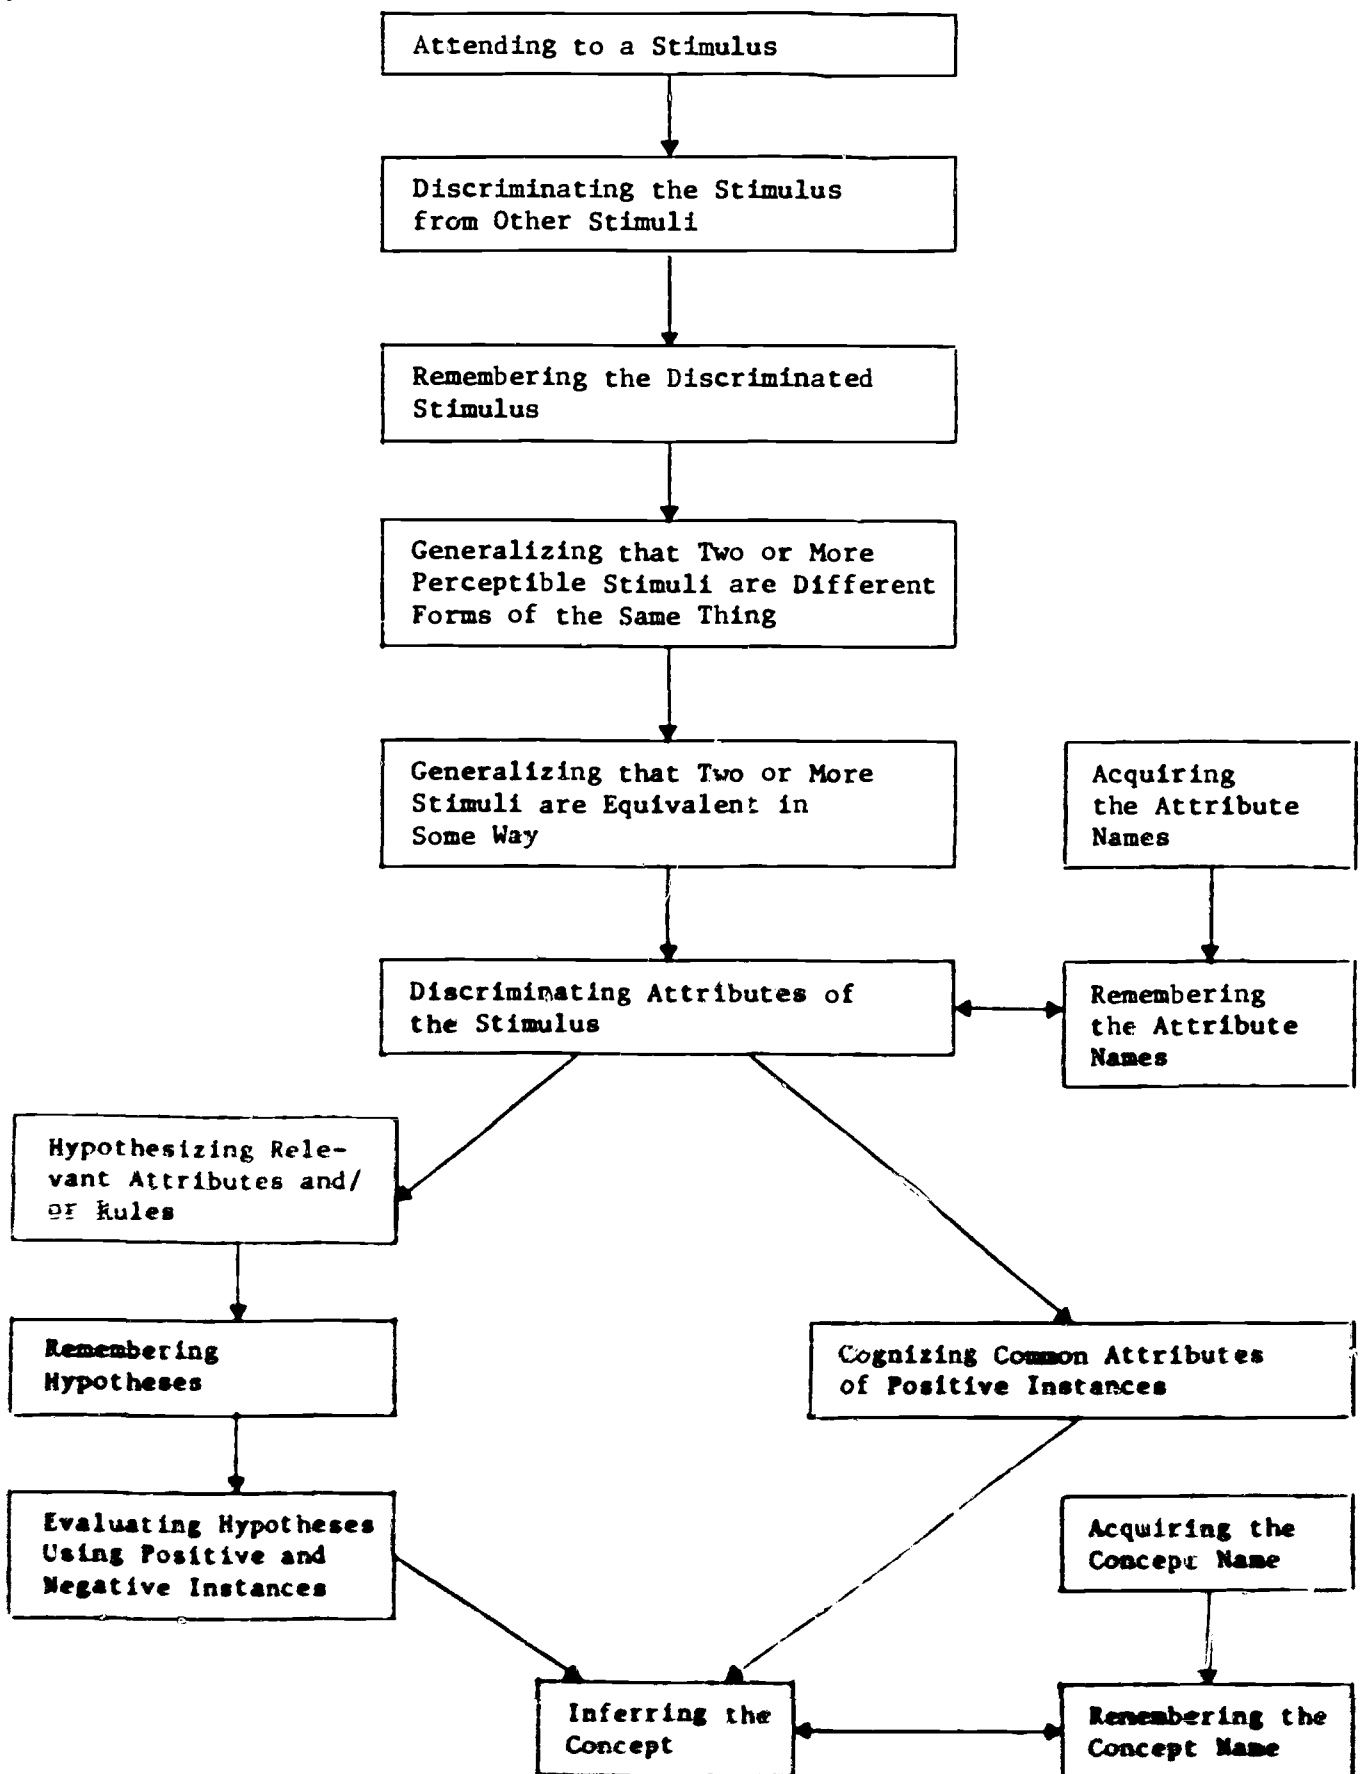 Attending to a Stimulus
Discriminating the Stimulus
from Other Stimuli
Remembering the Discriminated
Stimulus
Generalizing that Two or More
Perceptible Stimuli are Different
Forms of the Same Thing
Generalizing that Two or More
Stimuli are Equivalent in
Some Way
Acquiring
the Attribute
Names
Discriminating Attributes of
the Stimulus
Remembering
the Attribute
Names
Hypothesizing Rele-
vant Attributes and/
or Rules
Remembering
Hypotheses
Cognizing Common Attributes
of Positive Instances
Evaluating Hypotheses
Using Positive and
Negative Instances
Acquiring the
Concept Name
Inferring the
Concept
Remembering the
Concept Name